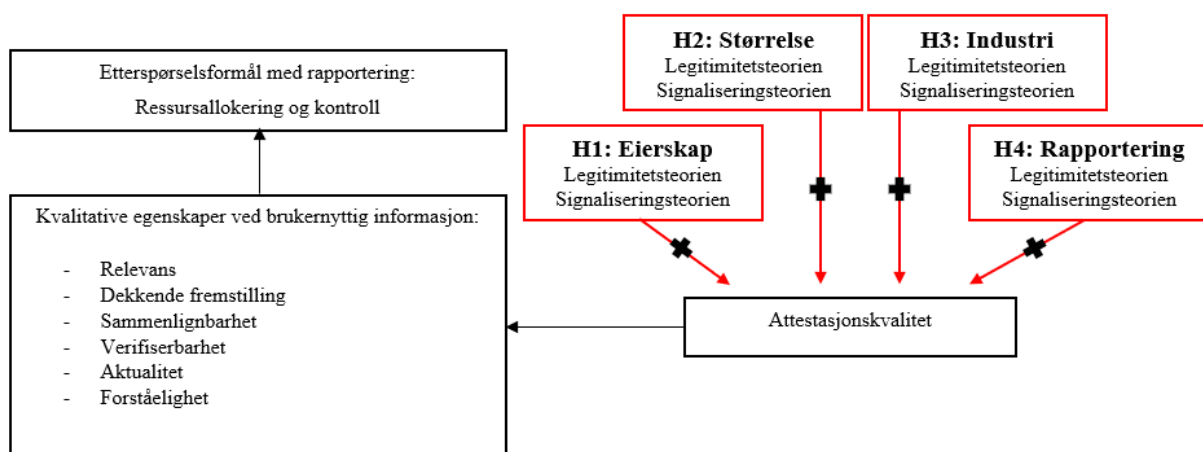 Etterspørselsformål med rapportering:
Ressursallokering og kontroll
Kvalitative egenskaper ved brukernyttig informasjon:
- Relevans
- Dekkende fremstilling
- Sammenlignbarhet
- Verifiserbarhet
- Aktualitet
- Forståelighet
H1: Eierskap
Legitimitetsteorien
Signaliseringsteorien
H2: Størrelse
Legitimitetsteorien
Signaliseringsteorien
H3: Industri
Legitimitetsteorien
Signaliseringsteorien
H4: Rapportering
Legitimitetsteorien
Signaliseringsteorien
Attestasjonskvalitet